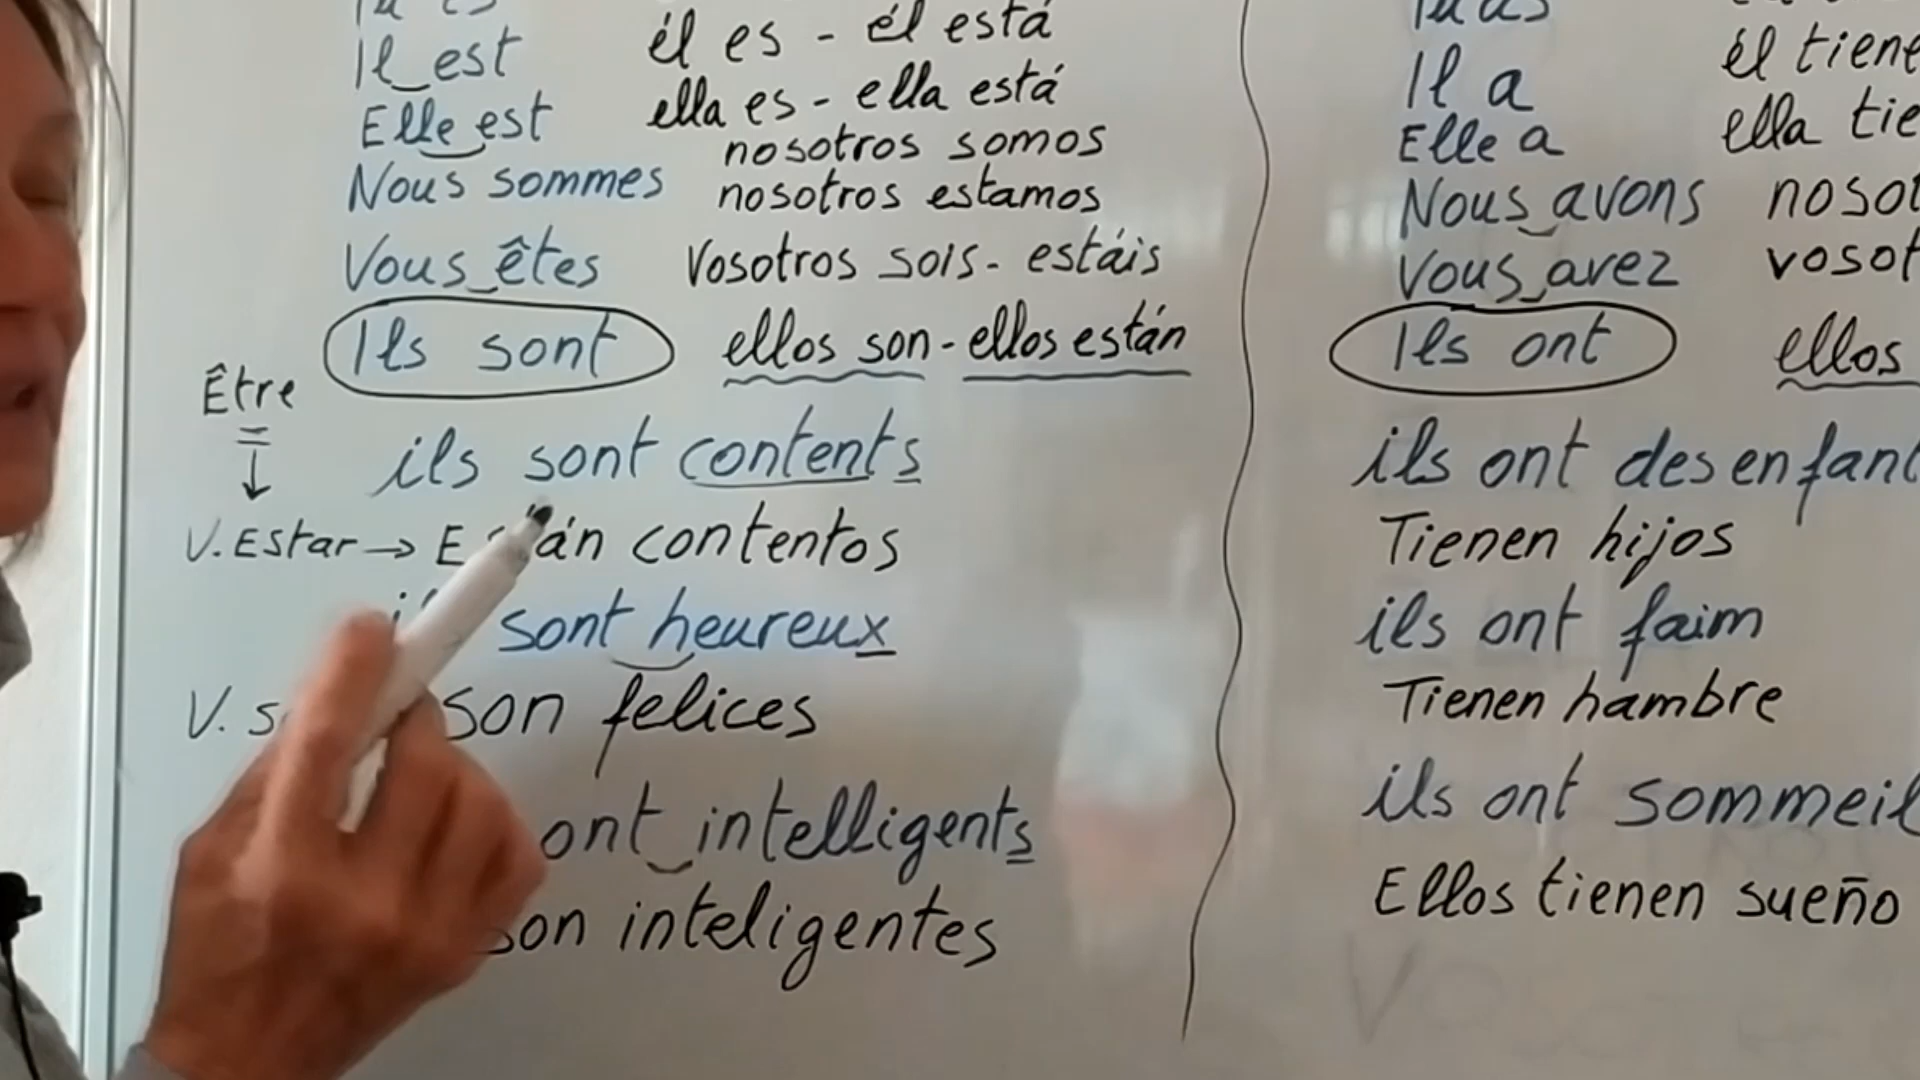 Il est él es - él está
Elle est ella es - ella está
Nous sommes nosotros somos
nosotros estamos
Vous êtes Vosotros sois - estáis
Ils sont ellos son - ellos están
Être
=
↓
ils sont contents
V. Estar → contentos
sont heureux
V. son felices
intelligents
inteligentes
Il a él tiene
Elle a ella
Nous avons
Vous avez
Ils ont ellos
ils ont des
Tienen hijos
ils ont faim
Tienen hambre
ils ont sommeil
Ellos tienen sueño